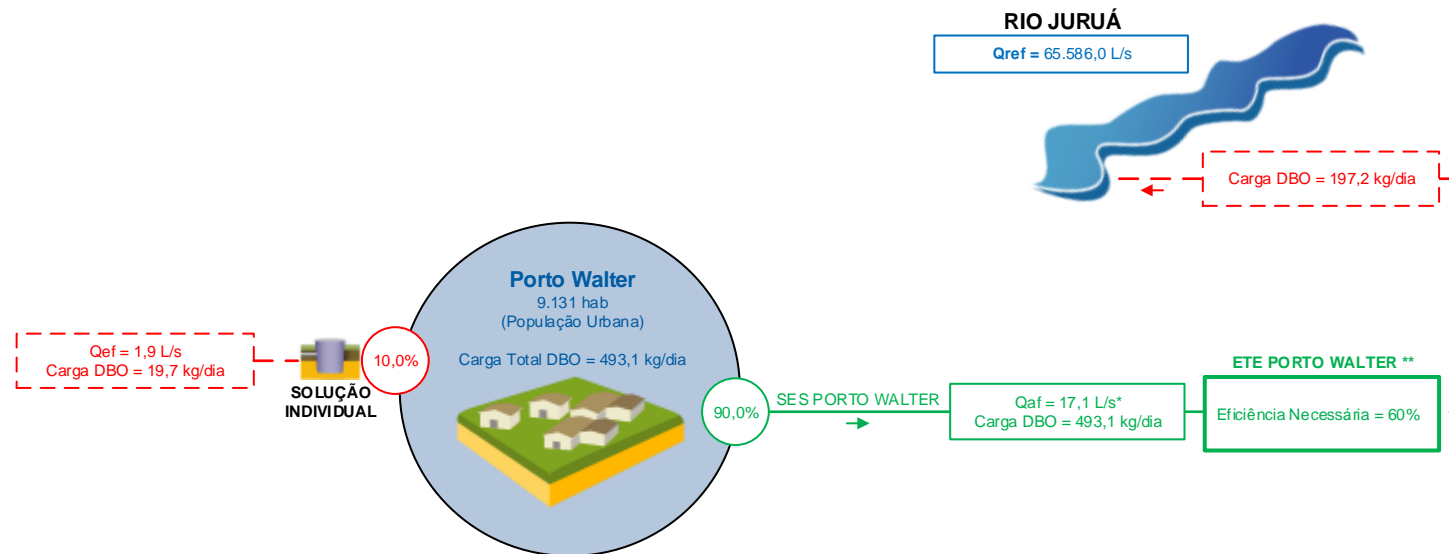 RIO JURUÁ
Qref = 65.586,0 L/s
Carga DBO = 197,2 kg/dia
Porto Walter
9.131 hab
(População Urbana)
Carga Total DBO = 493,1 kg/dia
Qef = 1,9 L/s
Carga DBO = 19,7 kg/dia
SOLUÇÃO
INDIVIDUAL
10,0%
90,0%
SES PORTO WALTER
Qaf = 17,1 L/s*
Carga DBO = 493,1 kg/dia
ETE PORTO WALTER **
Eficiência Necessária = 60%